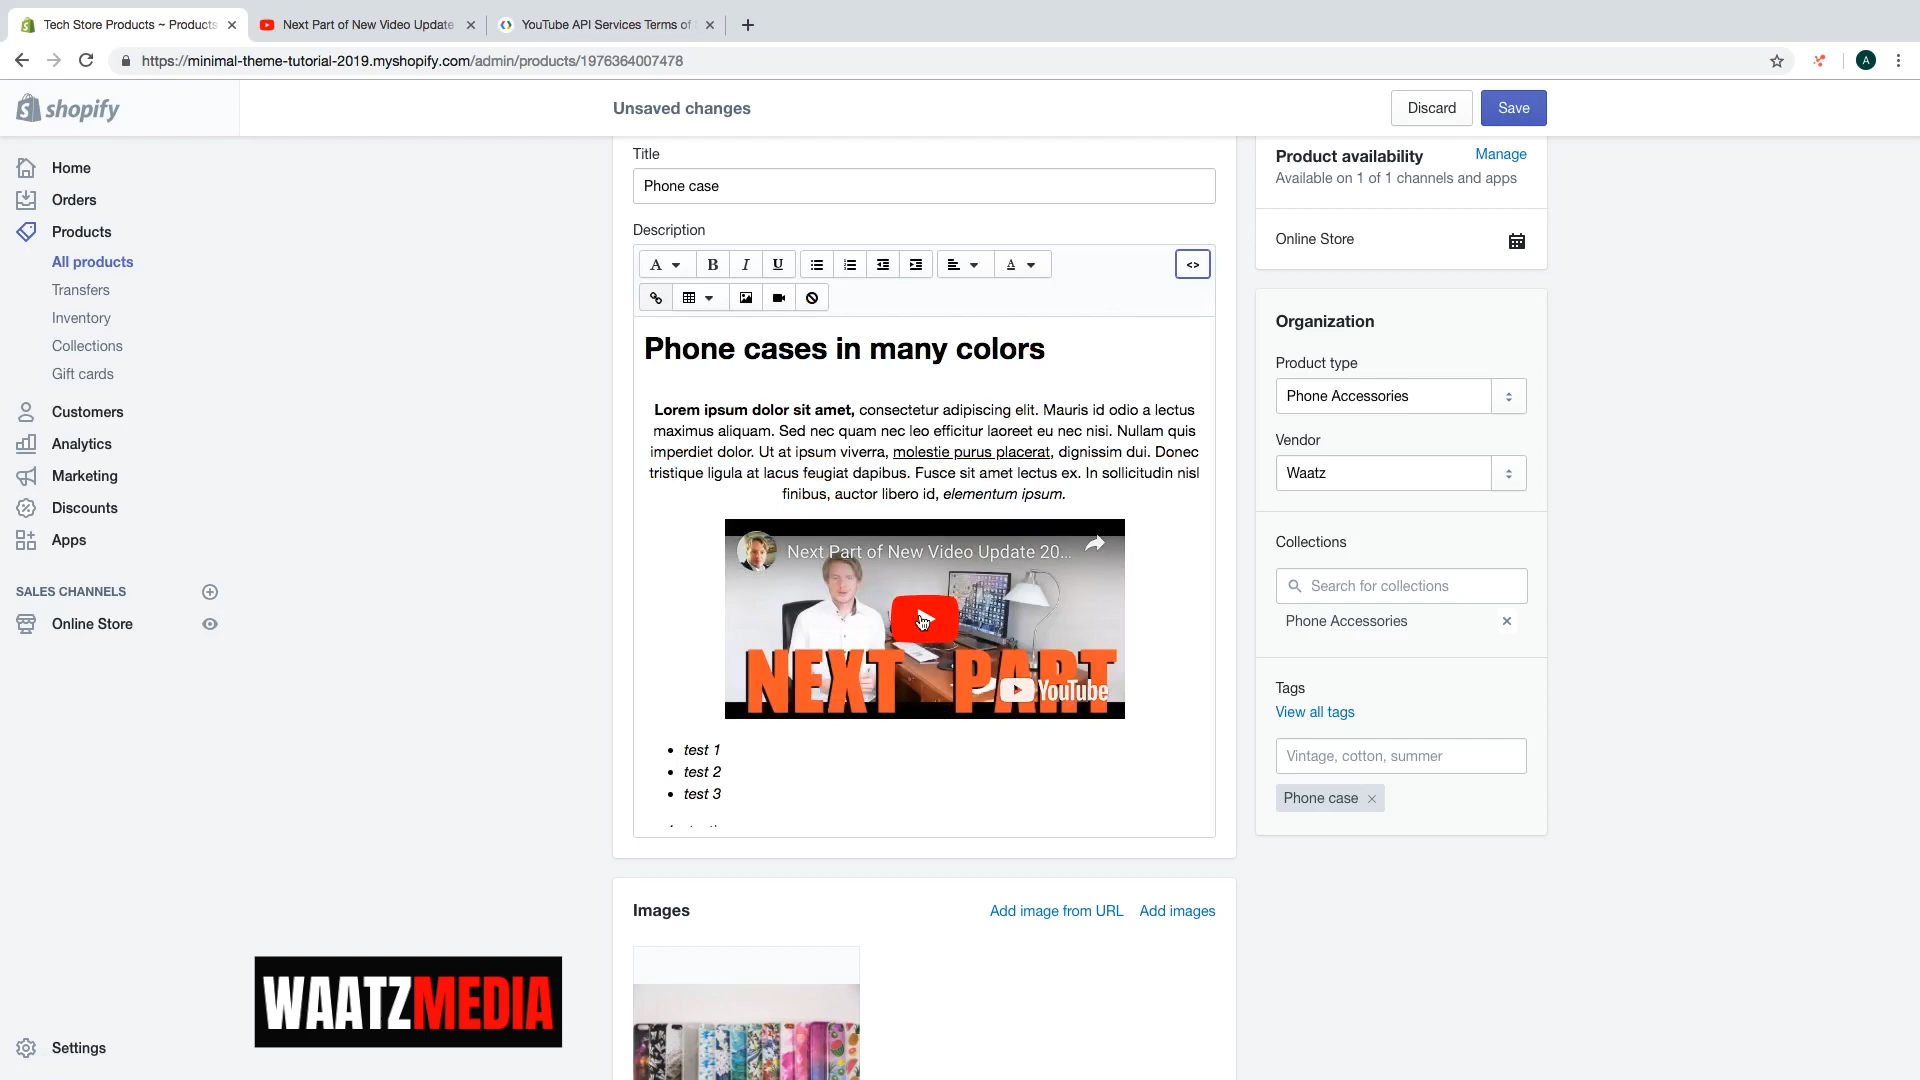 Tech Store Products ~ Products
Next Part of New Video Update
YouTube API Services Terms of
https://minimal-theme-tutorial-2019.myshopify.com/admin/products/1976364007478
A
shopify
Unsaved changes
Discard
Save
Home
Orders
Products
All products
Transfers
Inventory
Collections
Gift cards
Customers
Analytics
Marketing
Discounts
Apps
SALES CHANNELS
Online Store
Settings
Title
Phone case
Description
A B I U A <>
Phone cases in many colors
Lorem ipsum dolor sit amet, consectetur adipiscing elit. Mauris id odio a lectus
maximus aliquam. Sed nec quam nec leo efficitur laoreet eu nec nisi. Nullam quis
imperdiet dolor. Ut at ipsum viverra, molestie purus placerat, dignissim dui. Donec
tristique ligula at lacus feugiat dapibus. Fusce sit amet lectus ex. In sollicitudin nisl
finibus, auctor libero id, elementum ipsum.
Next Part of New Video Update 20...
NEXT PART
YouTube
test 1
test 2
test 3
Images
Add image from URL
Add images
Product availability
Manage
Available on 1 of 1 channels and apps
Online Store
Organization
Product type
Phone Accessories
Vendor
Waatz
Collections
Search for collections
Phone Accessories
Tags
View all tags
Vintage, cotton, summer
Phone case
WAATZMEDIA